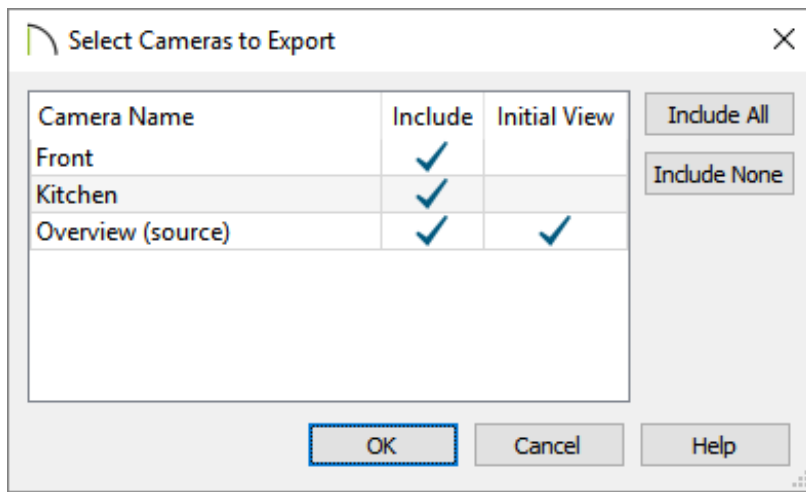 Select Cameras to Export
Camera Name Include Initial View
Front
Kitchen
Overview (source)
Include All
Include None
OK Cancel Help